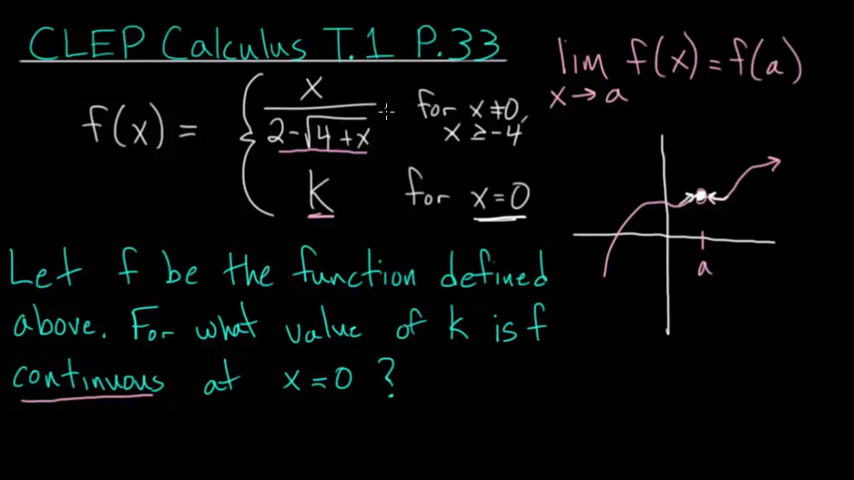 CLEP Calculus T.1 P.33
lim f(x) = f(a)
x → a
f(x) = { x / (2-√(4+x)) for x ≠ 0, x ≥ -4
k for x = 0
a
Let f be the function defined
above. For what value of k is f
continuous at x = 0 ?